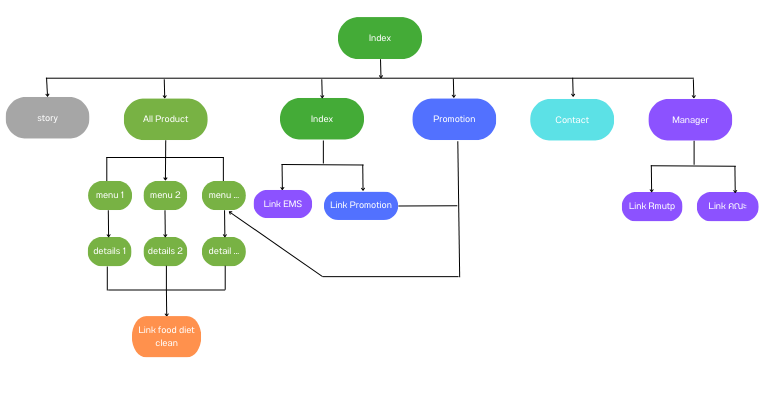 Index
story
All Product
Index
Promotion
Contact
Manager
menu 1
menu 2
menu ...
Link EMS
Link Promotion
Link Rmutp
Link คณะ
details 1
details 2
detail ...
Link food diet
clean